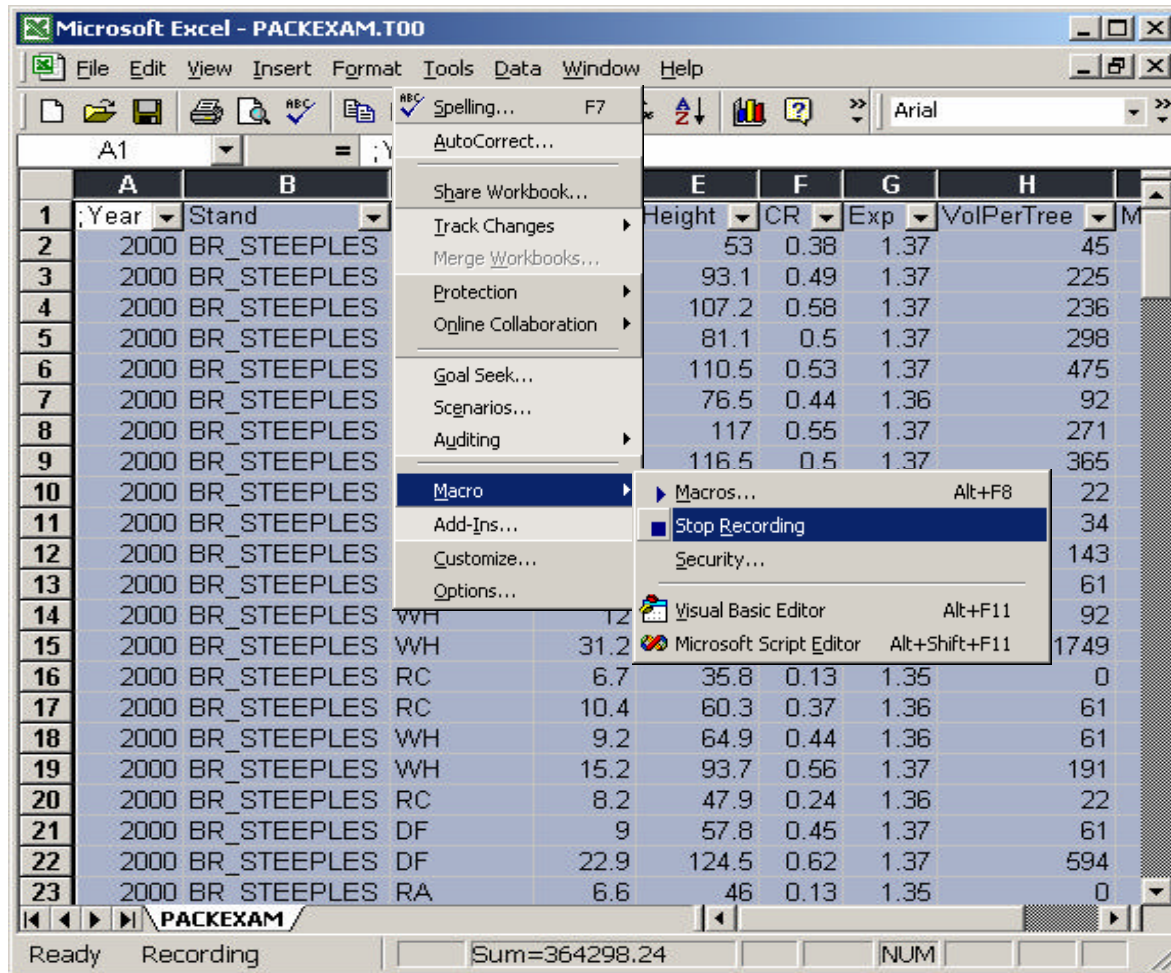 Microsoft Excel - PACKEXAM.T00
File Edit View Insert Format Tools Data Window Help
Arial
A1 =
A B E F G H
1 ;Year Stand Height CR Exp VolPerTree M
2 2000 BR_STEEPLES 53 0.38 1.37 45
3 2000 BR_STEEPLES 93.1 0.49 1.37 225
4 2000 BR_STEEPLES 107.2 0.58 1.37 236
5 2000 BR_STEEPLES 81.1 0.5 1.37 298
6 2000 BR_STEEPLES 110.5 0.53 1.37 475
7 2000 BR_STEEPLES 76.5 0.44 1.36 92
8 2000 BR_STEEPLES 117 0.55 1.37 271
9 2000 BR_STEEPLES 116.5 0.5 1.37 365
10 2000 BR_STEEPLES 22
11 2000 BR_STEEPLES 34
12 2000 BR_STEEPLES 143
13 2000 BR_STEEPLES 61
14 2000 BR_STEEPLES WH 12 92
15 2000 BR_STEEPLES WH 31.2 1749
16 2000 BR_STEEPLES RC 6.7 35.8 0.13 1.35 0
17 2000 BR_STEEPLES RC 10.4 60.3 0.37 1.36 61
18 2000 BR_STEEPLES WH 9.2 64.9 0.44 1.36 61
19 2000 BR_STEEPLES WH 15.2 93.7 0.56 1.37 191
20 2000 BR_STEEPLES RC 8.2 47.9 0.24 1.36 22
21 2000 BR_STEEPLES DF 9 57.8 0.45 1.37 61
22 2000 BR_STEEPLES DF 22.9 124.5 0.62 1.37 594
23 2000 BR_STEEPLES RA 6.6 46 0.13 1.35 0
Spelling... F7
AutoCorrect...
Share Workbook...
Track Changes
Merge Workbooks...
Protection
Online Collaboration
Goal Seek...
Scenarios...
Auditing
Macro
Add-Ins...
Customize...
Options...
Macros... Alt+F8
Stop Recording
Security...
Visual Basic Editor Alt+F11
Microsoft Script Editor Alt+Shift+F11
PACKEXAM
Ready Recording Sum=364298.24 NUM